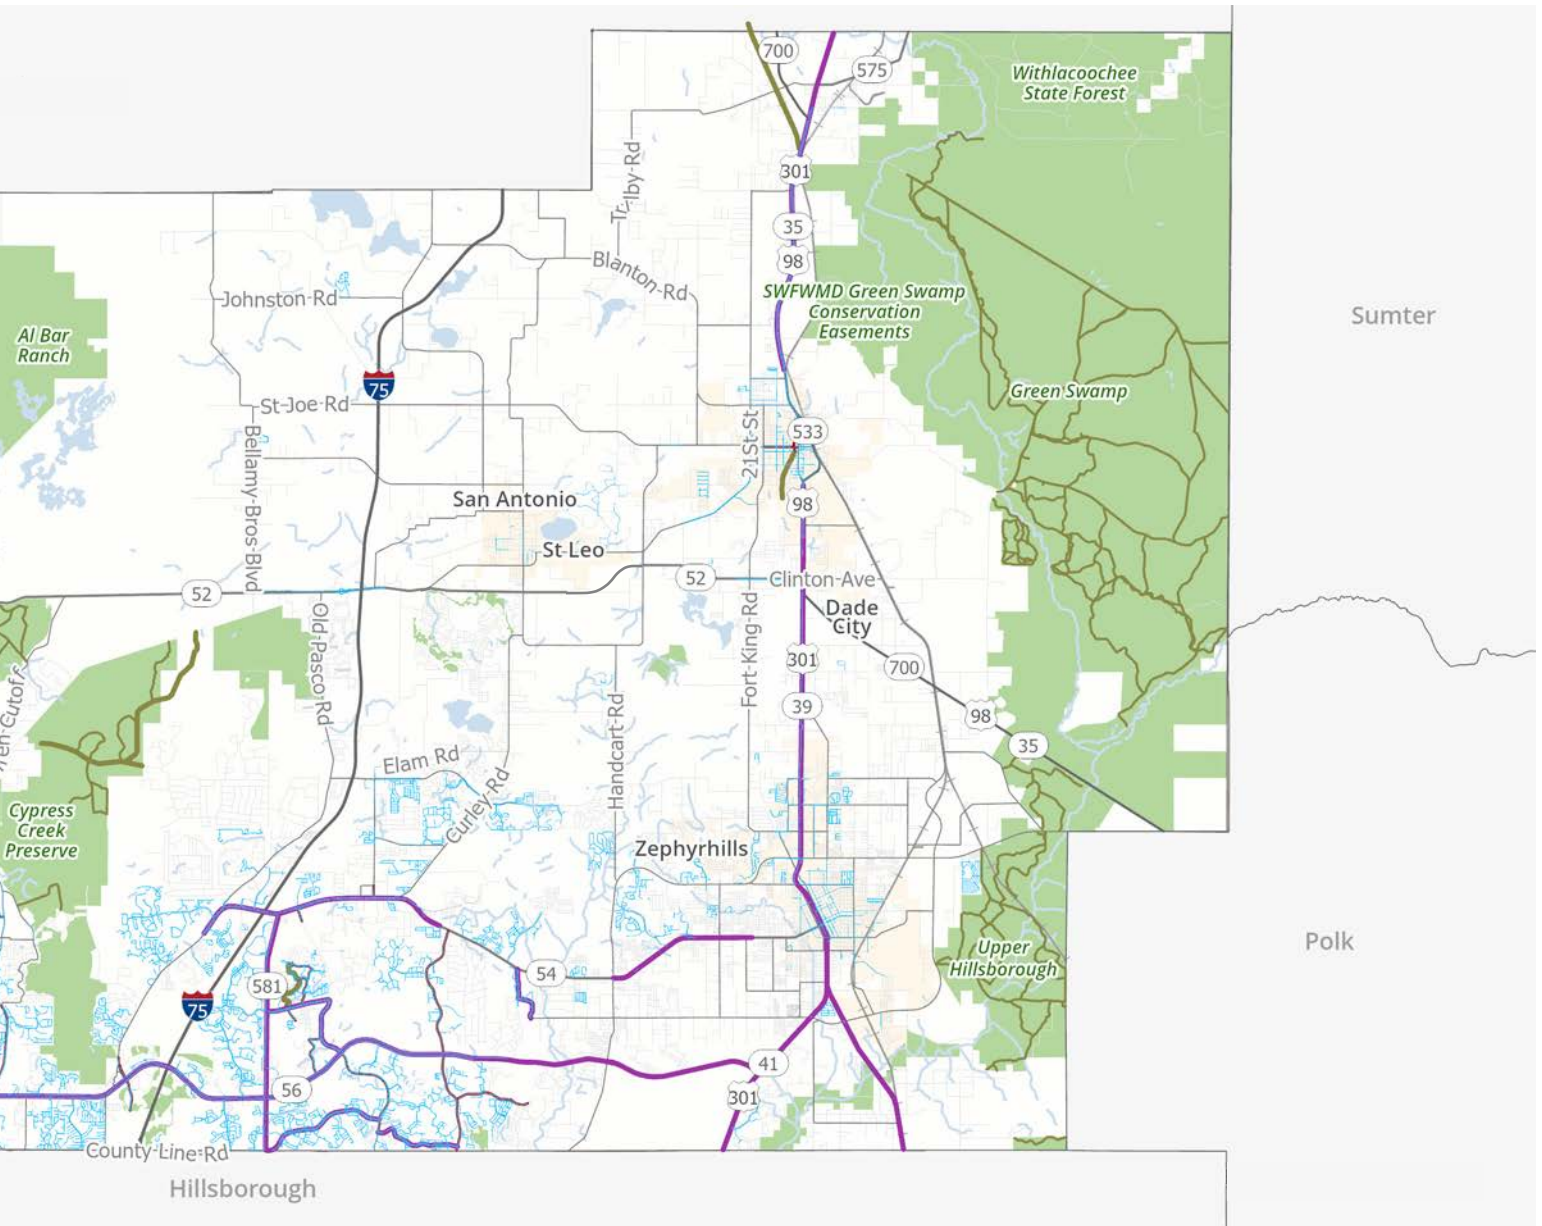 700
575
Withlacoochee
State Forest
Trilby-Rd
301
35
98
Blanton-Rd
Johnston-Rd
SWFWMD Green Swamp
Conservation
Easements
Al Bar
Ranch
Sumter
75
Green Swamp
St-Joe-Rd
21St-St
533
Bellamy-Bros-Blvd
San Antonio
98
St-Leo
52
Clinton-Ave
52
Old-Pasco-Rd
Dade
City
Fort-King-Rd
301
700
39
98
35
Handcart-Rd
Elam Rd
Curley-Rd
Cypress
Creek
Preserve
Zephyrhills
Polk
Upper
Hillsborough
54
581
75
41
56
301
County-Line-Rd
Hillsborough